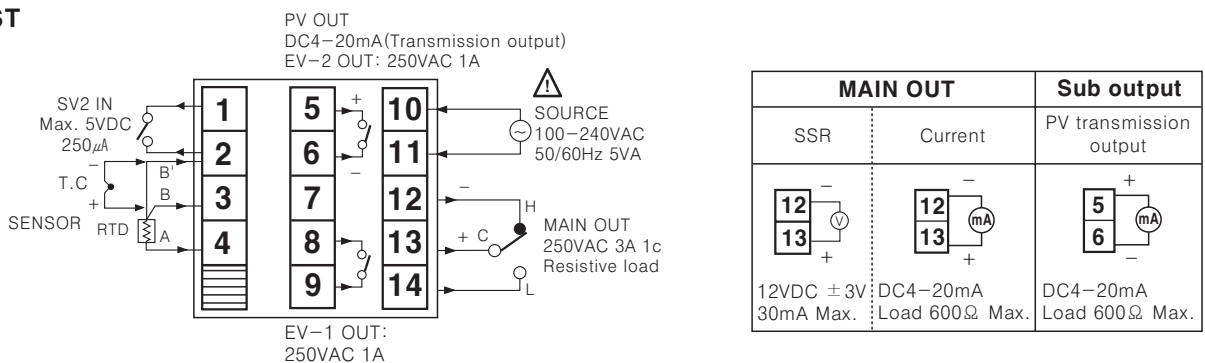 ST
PV OUT
DC4-20mA(Transmission output)
EV-2 OUT: 250VAC 1A
SV2 IN
Max. 5VDC
250㎂
1
2
3
4
5
6
7
8
9
10
11
12
13
14
+
−
SOURCE
100-240VAC
50/60Hz 5VA
−
T.C
+
B'
B
A
SENSOR
RTD
−
H
+ C
L
MAIN OUT
250VAC 3A 1c
Resistive load
EV-1 OUT:
250VAC 1A
MAIN OUT
Sub output
SSR
Current
PV transmission
output
−
12
13
V
+
−
12
13
mA
+
+
5
6
mA
−
12VDC ±3V
30mA Max.
DC4-20mA
Load 600Ω Max.
DC4-20mA
Load 600Ω Max.